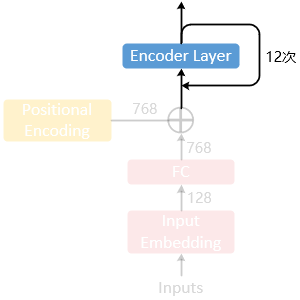 Encoder Layer
12次
Positional
Encoding
768
768
FC
128
Input
Embedding
Inputs